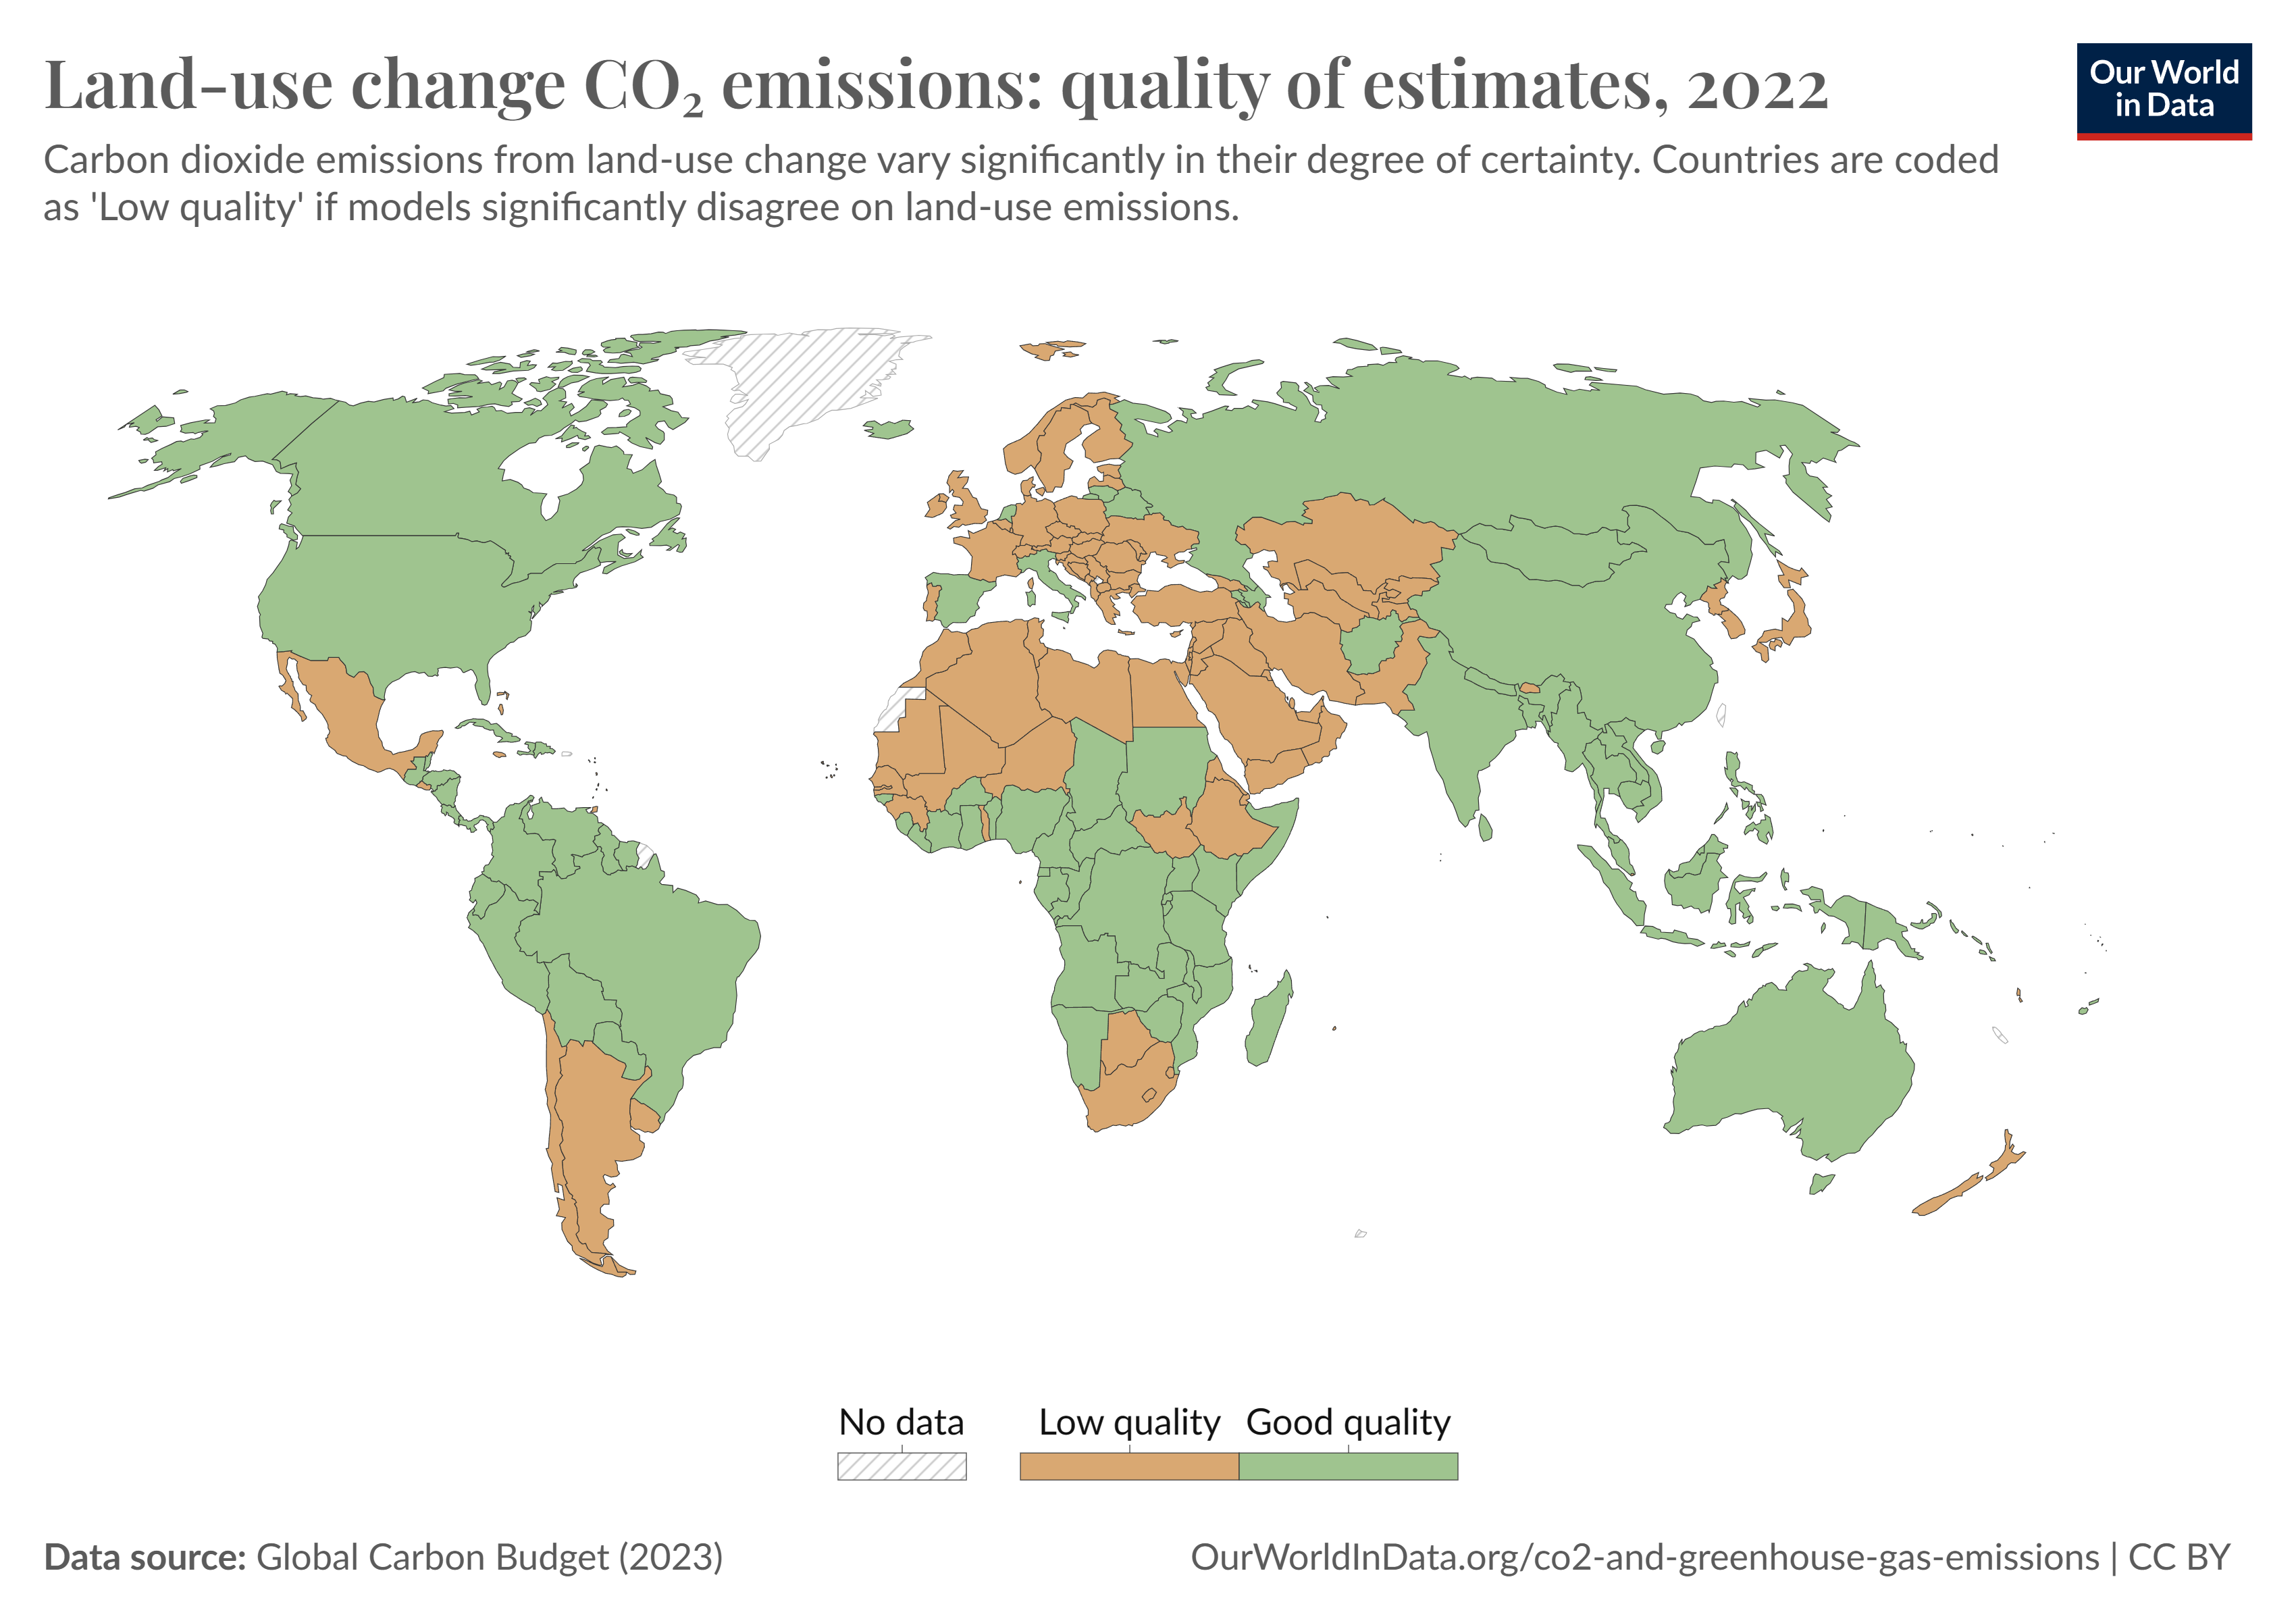 Land-use change CO₂ emissions: quality of estimates, 2022
Our World
in Data
Carbon dioxide emissions from land-use change vary significantly in their degree of certainty. Countries are coded
as 'Low quality' if models significantly disagree on land-use emissions.
No data
Low quality
Good quality
Data source: Global Carbon Budget (2023)
OurWorldInData.org/co2-and-greenhouse-gas-emissions | CC BY